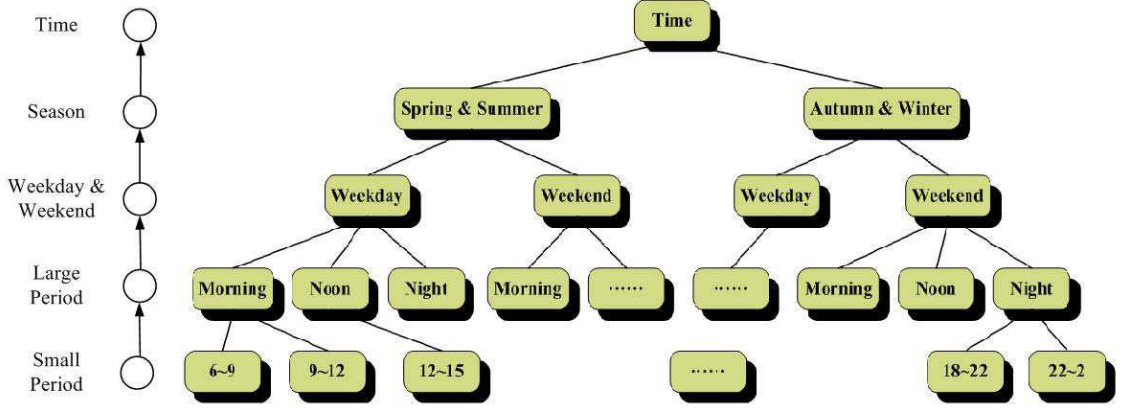 Time
Time
Season
Spring & Summer
Autumn & Winter
Weekday &
Weekend
Weekday
Weekend
Weekday
Weekend
Large
Period
Morning
Noon
Night
Morning
······
······
Morning
Noon
Night
Small
Period
6~9
9~12
12~15
······
18~22
22~2